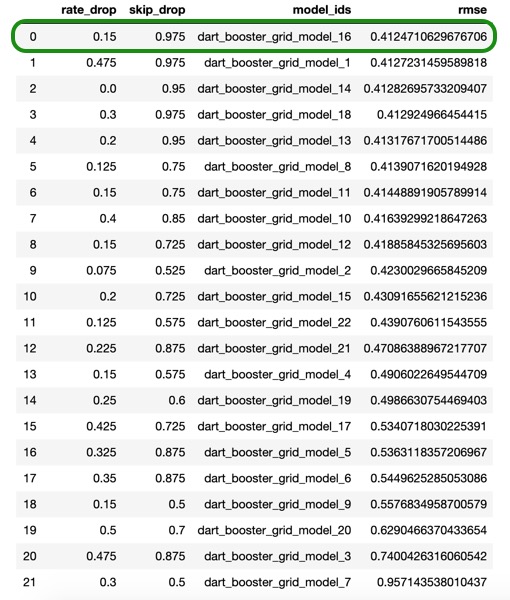 rate_drop skip_drop model_ids rmse
0 0.15 0.975 dart_booster_grid_model_16 0.4124710629676706
1 0.475 0.975 dart_booster_grid_model_1 0.4127231459589818
2 0.0 0.95 dart_booster_grid_model_14 0.41282695733209407
3 0.3 0.975 dart_booster_grid_model_18 0.412924966454415
4 0.2 0.95 dart_booster_grid_model_13 0.41317671700514486
5 0.125 0.75 dart_booster_grid_model_8 0.4139071620194928
6 0.15 0.75 dart_booster_grid_model_11 0.41448891905789914
7 0.4 0.85 dart_booster_grid_model_10 0.41639299218647263
8 0.15 0.725 dart_booster_grid_model_12 0.41885845325695603
9 0.075 0.525 dart_booster_grid_model_2 0.4230029665845209
10 0.2 0.725 dart_booster_grid_model_15 0.43091655621215236
11 0.125 0.575 dart_booster_grid_model_22 0.4390760611543555
12 0.225 0.875 dart_booster_grid_model_21 0.47086388967217707
13 0.15 0.575 dart_booster_grid_model_4 0.4906022649544709
14 0.25 0.6 dart_booster_grid_model_19 0.4986630754469403
15 0.425 0.725 dart_booster_grid_model_17 0.5340718030225391
16 0.325 0.875 dart_booster_grid_model_5 0.5363118357206967
17 0.35 0.875 dart_booster_grid_model_6 0.5449625285053086
18 0.15 0.5 dart_booster_grid_model_9 0.5576834958700579
19 0.5 0.7 dart_booster_grid_model_20 0.6290466370433654
20 0.475 0.875 dart_booster_grid_model_3 0.7400426316060542
21 0.3 0.5 dart_booster_grid_model_7 0.957143538010437